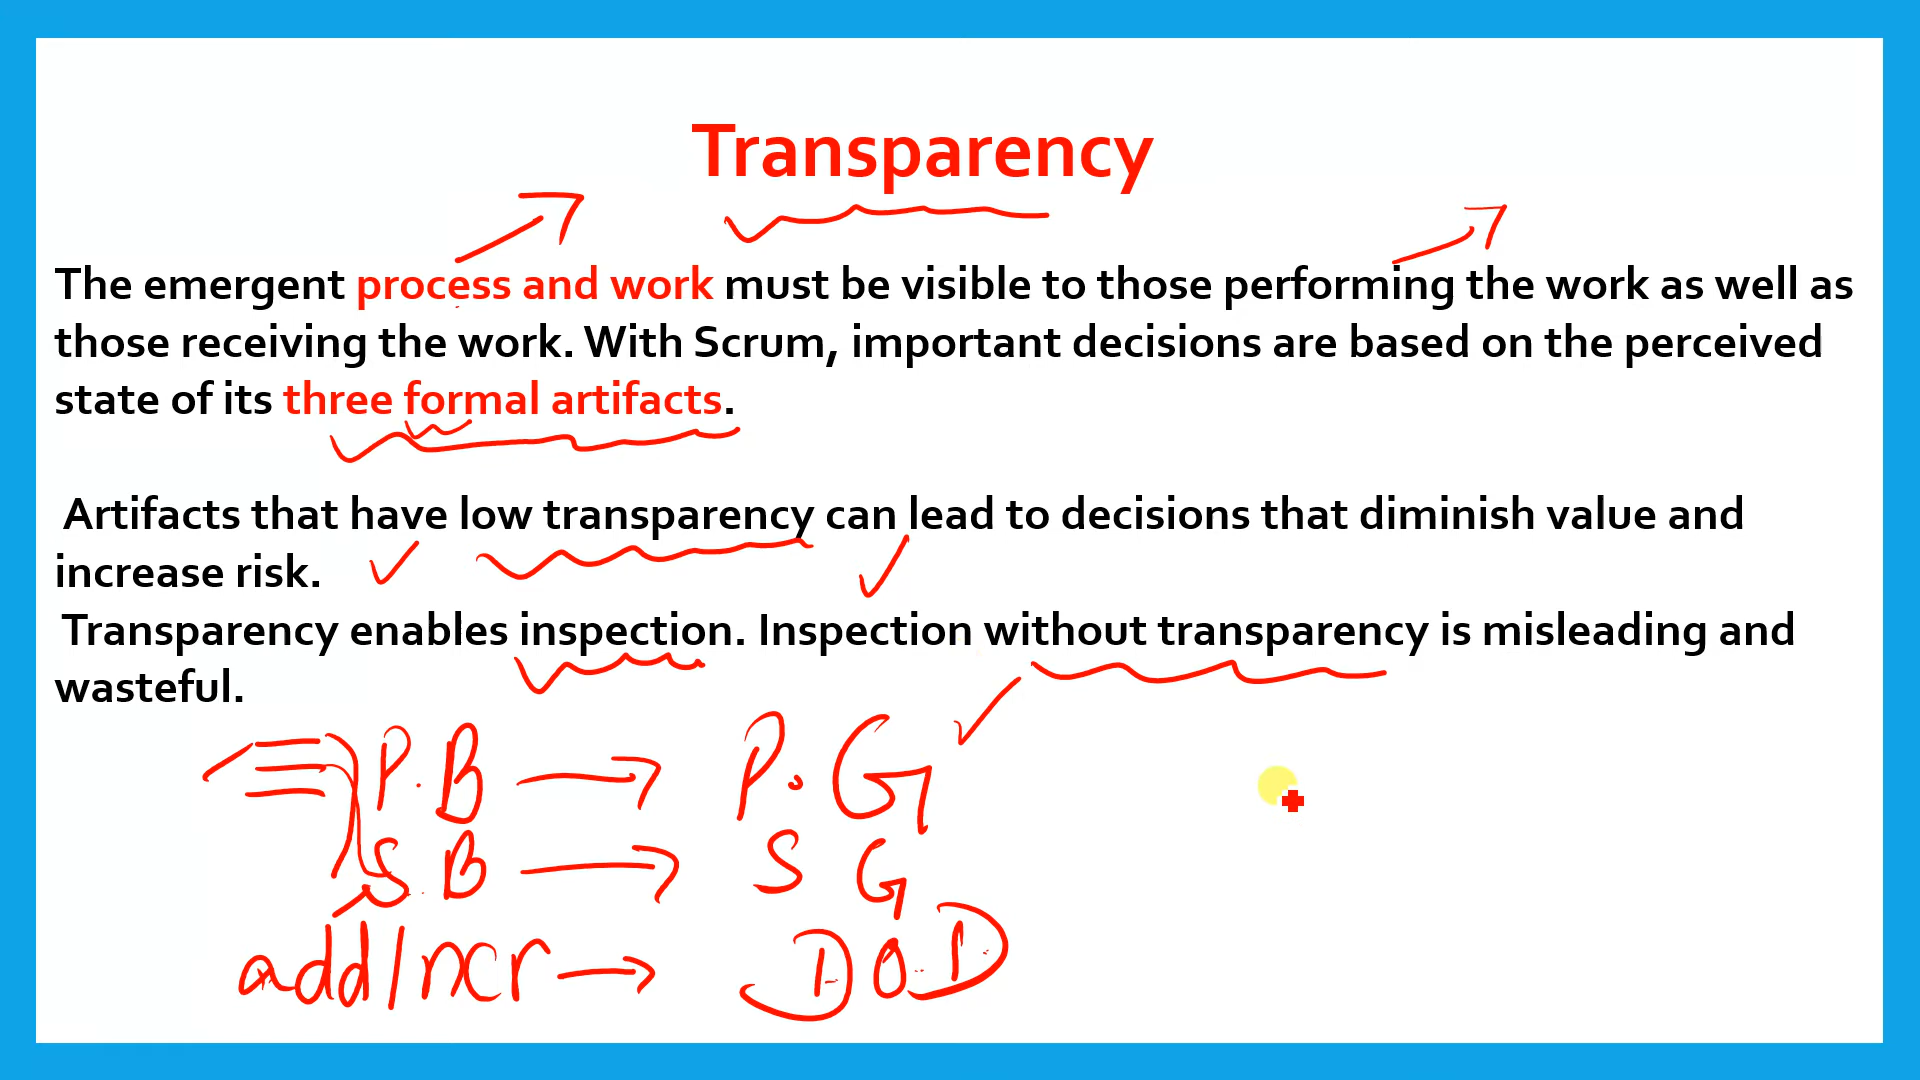 Transparency
The emergent process and work must be visible to those performing the work as well as
those receiving the work. With Scrum, important decisions are based on the perceived
state of its three formal artifacts.
Artifacts that have low transparency can lead to decisions that diminish value and
increase risk.
Transparency enables inspection. Inspection without transparency is misleading and
wasteful.
P.B → P.G
S.B → S G
add/ncr → D.O.D